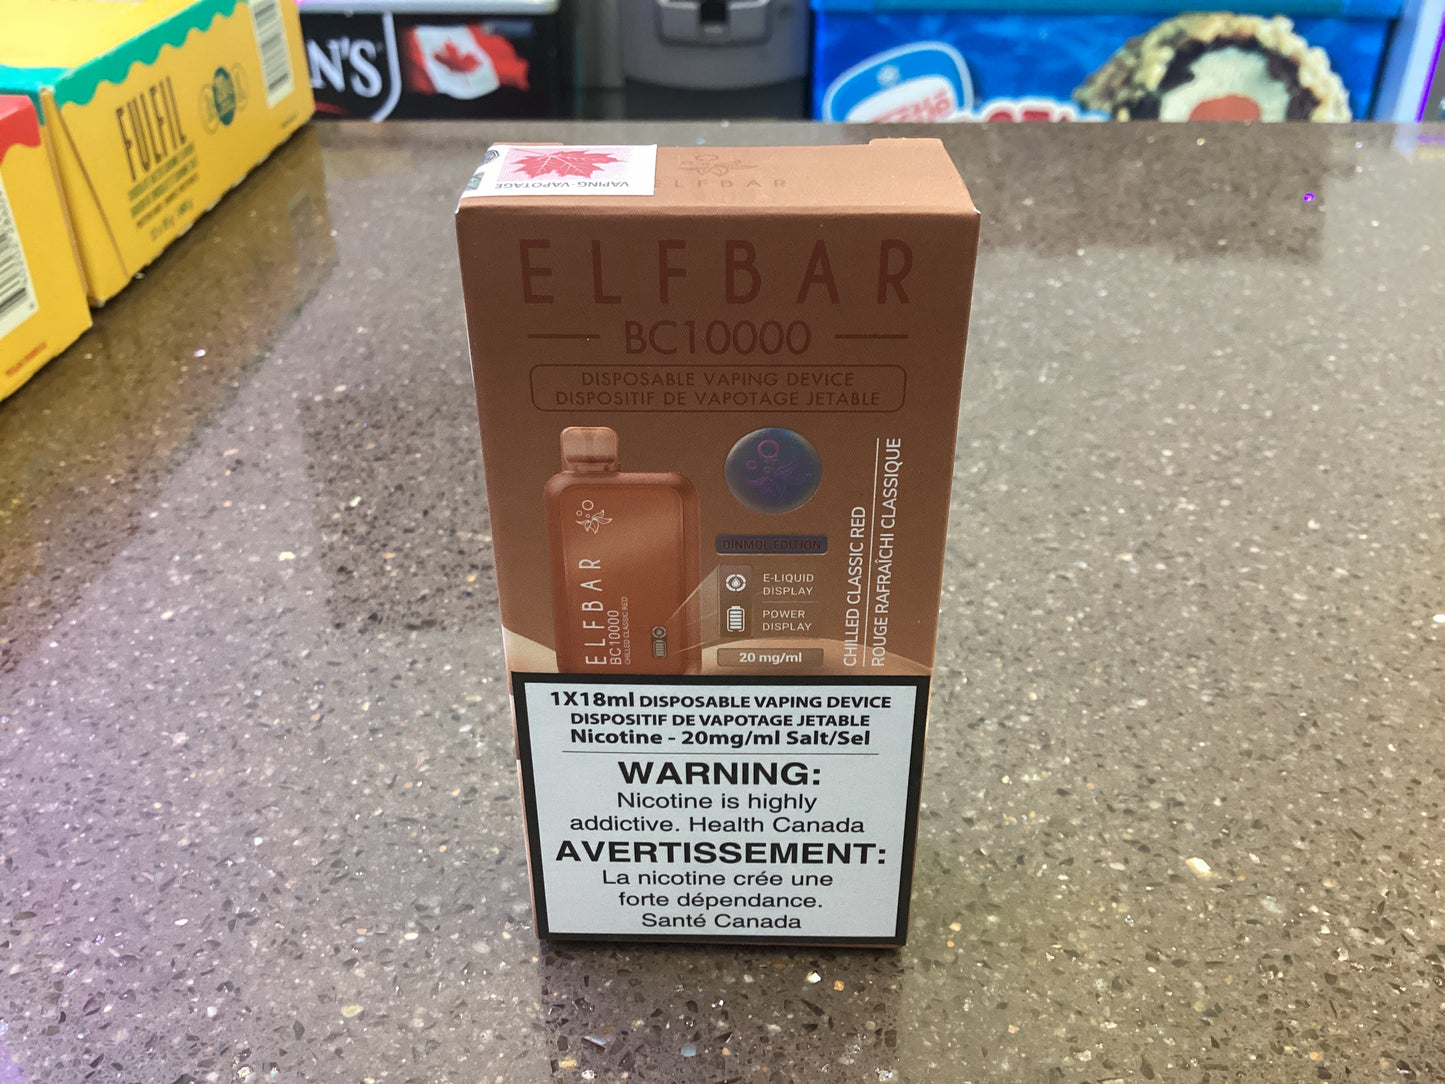 FULFIL
N'S
VAPING-VAPOTAGE
ELFBAR
ELFBAR
BC10000
DISPOSABLE VAPING DEVICE
DISPOSITIF DE VAPOTAGE JETABLE
ELFBAR
BC10000
CHILLED CLASSIC RED
DINMOL EDITION
E-LIQUID
DISPLAY
POWER
DISPLAY
20 mg/ml
CHILLED CLASSIC RED
ROUGE RAFRAÎCHI CLASSIQUE
1X18ml DISPOSABLE VAPING DEVICE
DISPOSITIF DE VAPOTAGE JETABLE
Nicotine - 20mg/ml Salt/Sel
WARNING:
Nicotine is highly
addictive. Health Canada
AVERTISSEMENT:
La nicotine crée une
forte dépendance.
Santé Canada